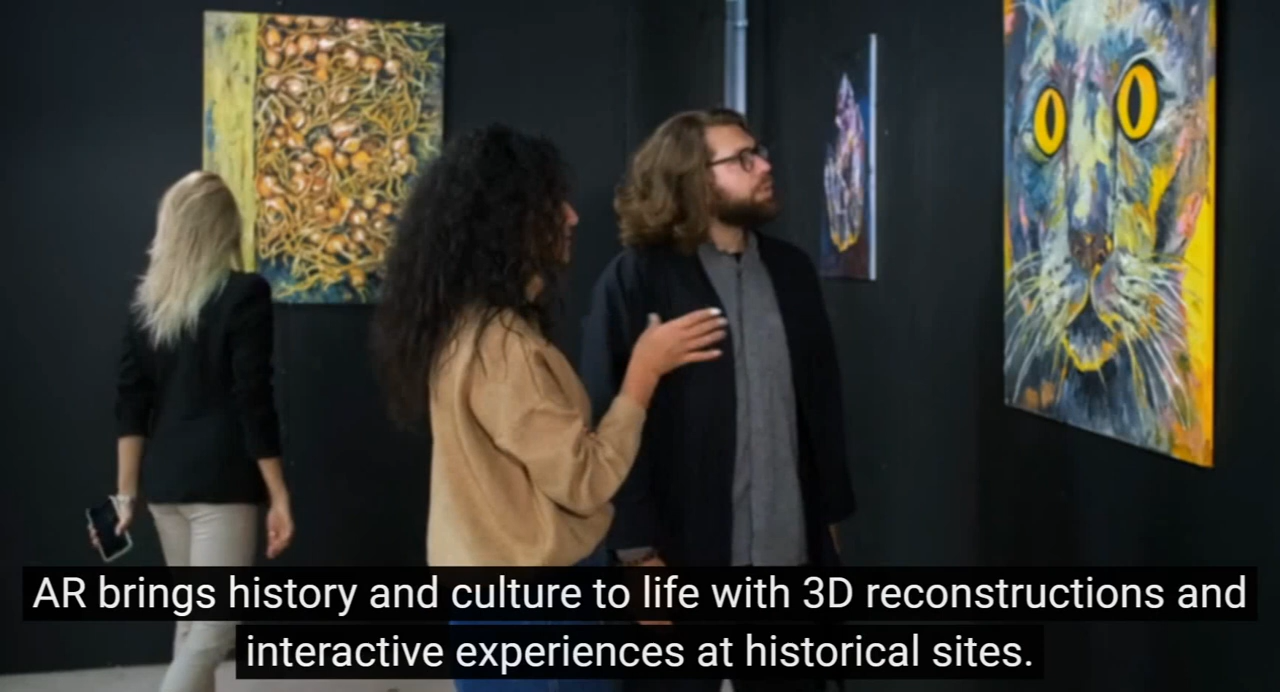 AR brings history and culture to life with 3D reconstructions and
interactive experiences at historical sites.